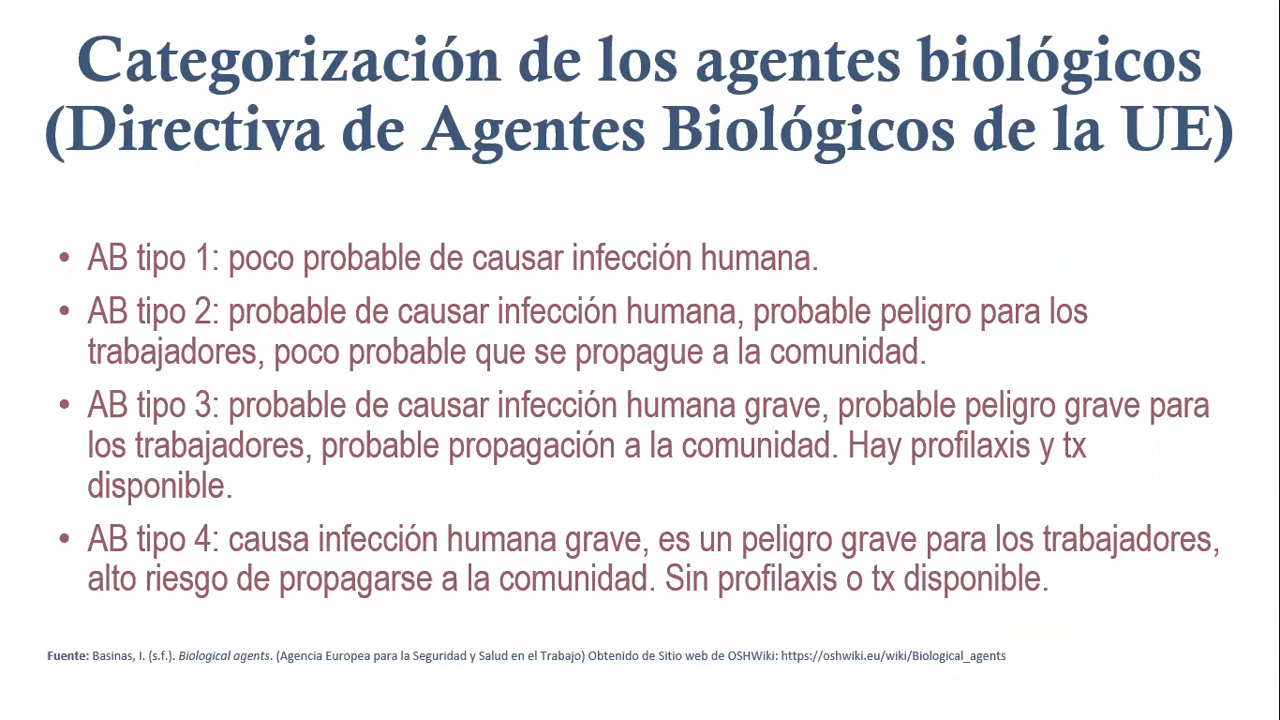 Categorización de los agentes biológicos
(Directiva de Agentes Biológicos de la UE)
• AB tipo 1: poco probable de causar infección humana.
• AB tipo 2: probable de causar infección humana, probable peligro para los
trabajadores, poco probable que se propague a la comunidad.
• AB tipo 3: probable de causar infección humana grave, probable peligro grave para
los trabajadores, probable propagación a la comunidad. Hay profilaxis y tx
disponible.
• AB tipo 4: causa infección humana grave, es un peligro grave para los trabajadores,
alto riesgo de propagarse a la comunidad. Sin profilaxis o tx disponible.
Fuente: Basinas, I. (s.f.). Biological agents. (Agencia Europea para la Seguridad y Salud en el Trabajo) Obtenido de Sitio web de OSHWiki: https://oshwiki.eu/wiki/Biological_agents